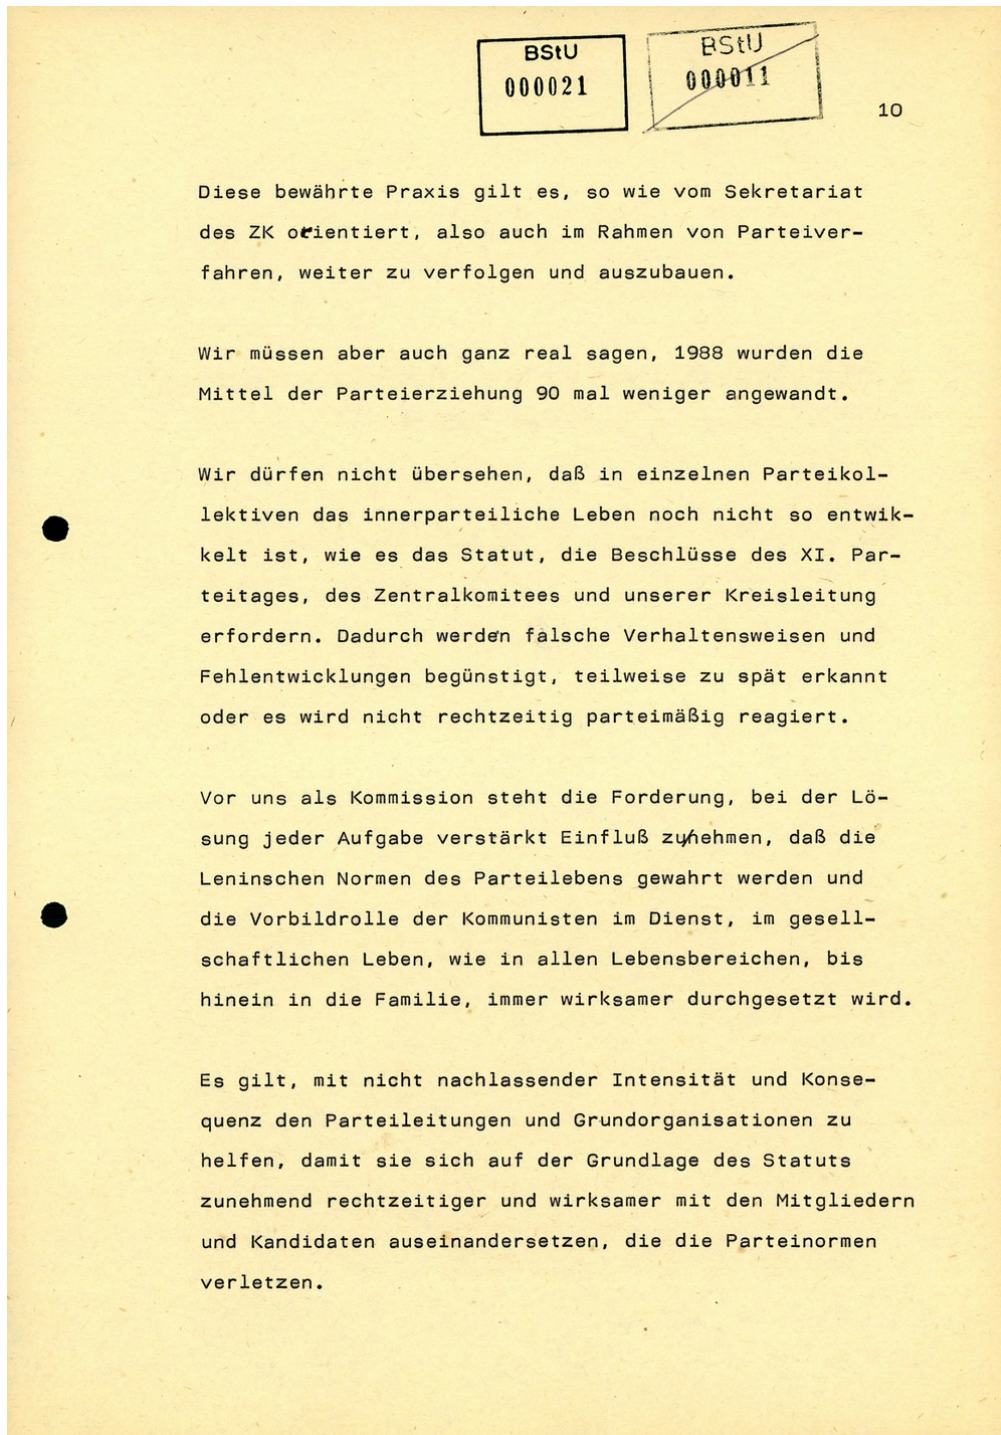 BStU
000021
BStU
000011
10
Diese bewährte Praxis gilt es, so wie vom Sekretariat
des ZK orientiert, also auch im Rahmen von Parteiver-
fahren, weiter zu verfolgen und auszubauen.
Wir müssen aber auch ganz real sagen, 1988 wurden die
Mittel der Parteierziehung 90 mal weniger angewandt.
Wir dürfen nicht übersehen, daß in einzelnen Parteikol-
lektiven das innerparteiliche Leben noch nicht so entwik-
kelt ist, wie es das Statut, die Beschlüsse des XI. Par-
teitages, des Zentralkomitees und unserer Kreisleitung
erfordern. Dadurch werden falsche Verhaltensweisen und
Fehlentwicklungen begünstigt, teilweise zu spät erkannt
oder es wird nicht rechtzeitig parteimäßig reagiert.
Vor uns als Kommission steht die Forderung, bei der Lö-
sung jeder Aufgabe verstärkt Einfluß zu/nehmen, daß die
Leninschen Normen des Parteilebens gewahrt werden und
die Vorbildrolle der Kommunisten im Dienst, im gesell-
schaftlichen Leben, wie in allen Lebensbereichen, bis
hinein in die Familie, immer wirksamer durchgesetzt wird.
Es gilt, mit nicht nachlassender Intensität und Konse-
quenz den Parteileitungen und Grundorganisationen zu
helfen, damit sie sich auf der Grundlage des Statuts
zunehmend rechtzeitiger und wirksamer mit den Mitgliedern
und Kandidaten auseinandersetzen, die die Parteinormen
verletzen.